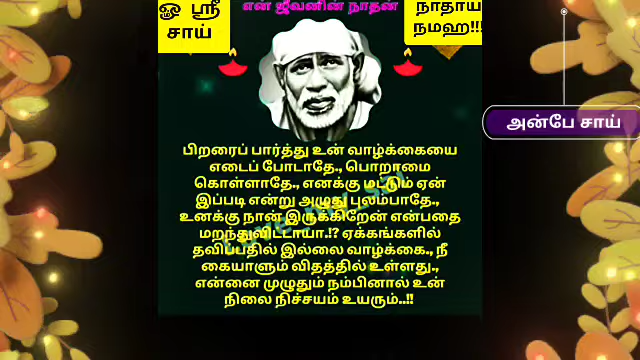 ஓ ஸ்ரீ
சாய்
என் ஜீவனின் நாதன்
நாதாய
நமஹ!!!
அன்பே சாய்
பிறரைப் பார்த்து உன் வாழ்க்கையை
எடைப் போடாதே., பொறாமை
கொள்ளாதே., எனக்கு மட்டும் ஏன்
இப்படி என்று அழுது புலம்பாதே.,
உனக்கு நான் இருக்கிறேன் என்பதை
மறந்துவிட்டாயா.!? ஏக்கங்களில்
தவிப்பதில் இல்லை வாழ்க்கை., நீ
கையாளும் விதத்தில் உள்ளது.,
என்னை முழுதும் நம்பினால் உன்
நிலை நிச்சயம் உயரும்..!!